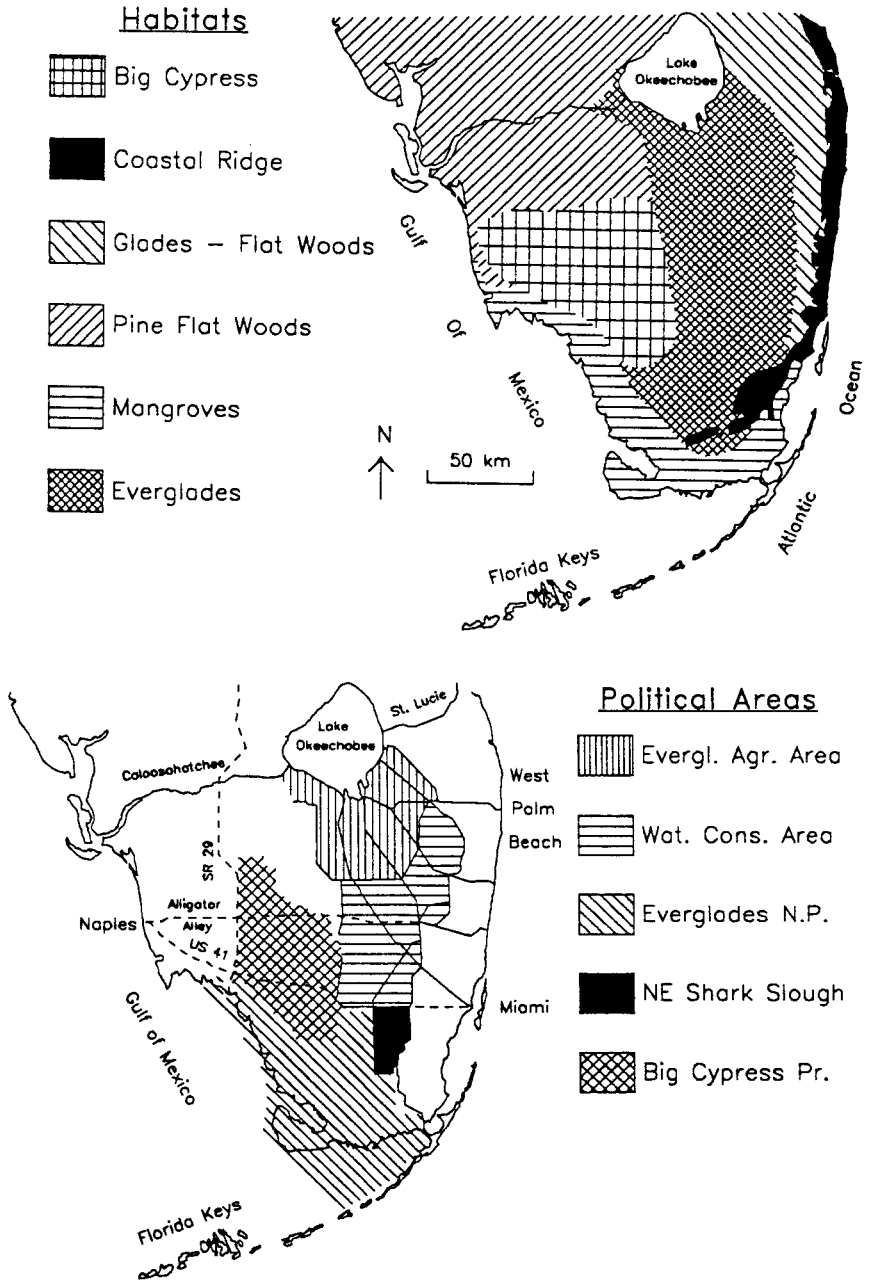 Habitats
Big Cypress
Coastal Ridge
Glades – Flat Woods
Pine Flat Woods
Mangroves
Everglades
Lake
Okeechobee
Gulf
Of
Mexico
N
50 km
Ocean
Atlantic
Florida Keys
Political Areas
Evergl. Agr. Area
Wat. Cons. Area
Everglades N.P.
NE Shark Slough
Big Cypress Pr.
Lake
Okeechobee
St. Lucie
Caloosahatchee
West
Palm
Beach
SR 29
Alligator
Alley
Naples
US 41
Miami
Gulf of Mexico
Florida Keys